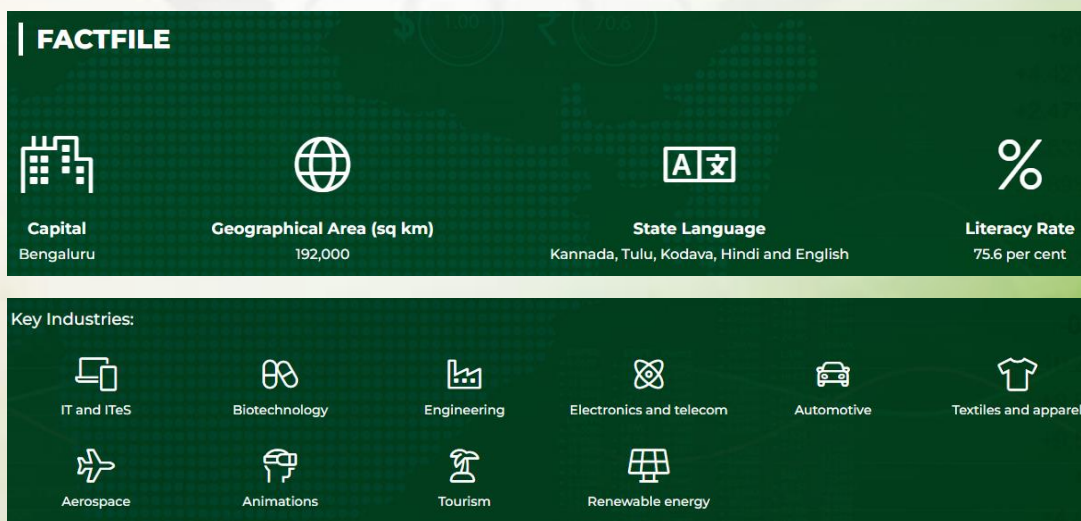 FACTFILE
Capital
Bengaluru
Geographical Area (sq km)
192,000
State Language
Kannada, Tulu, Kodava, Hindi and English
Literacy Rate
75.6 per cent
Key Industries:
IT and ITeS
Biotechnology
Engineering
Electronics and telecom
Automotive
Textiles and apparel
Aerospace
Animations
Tourism
Renewable energy